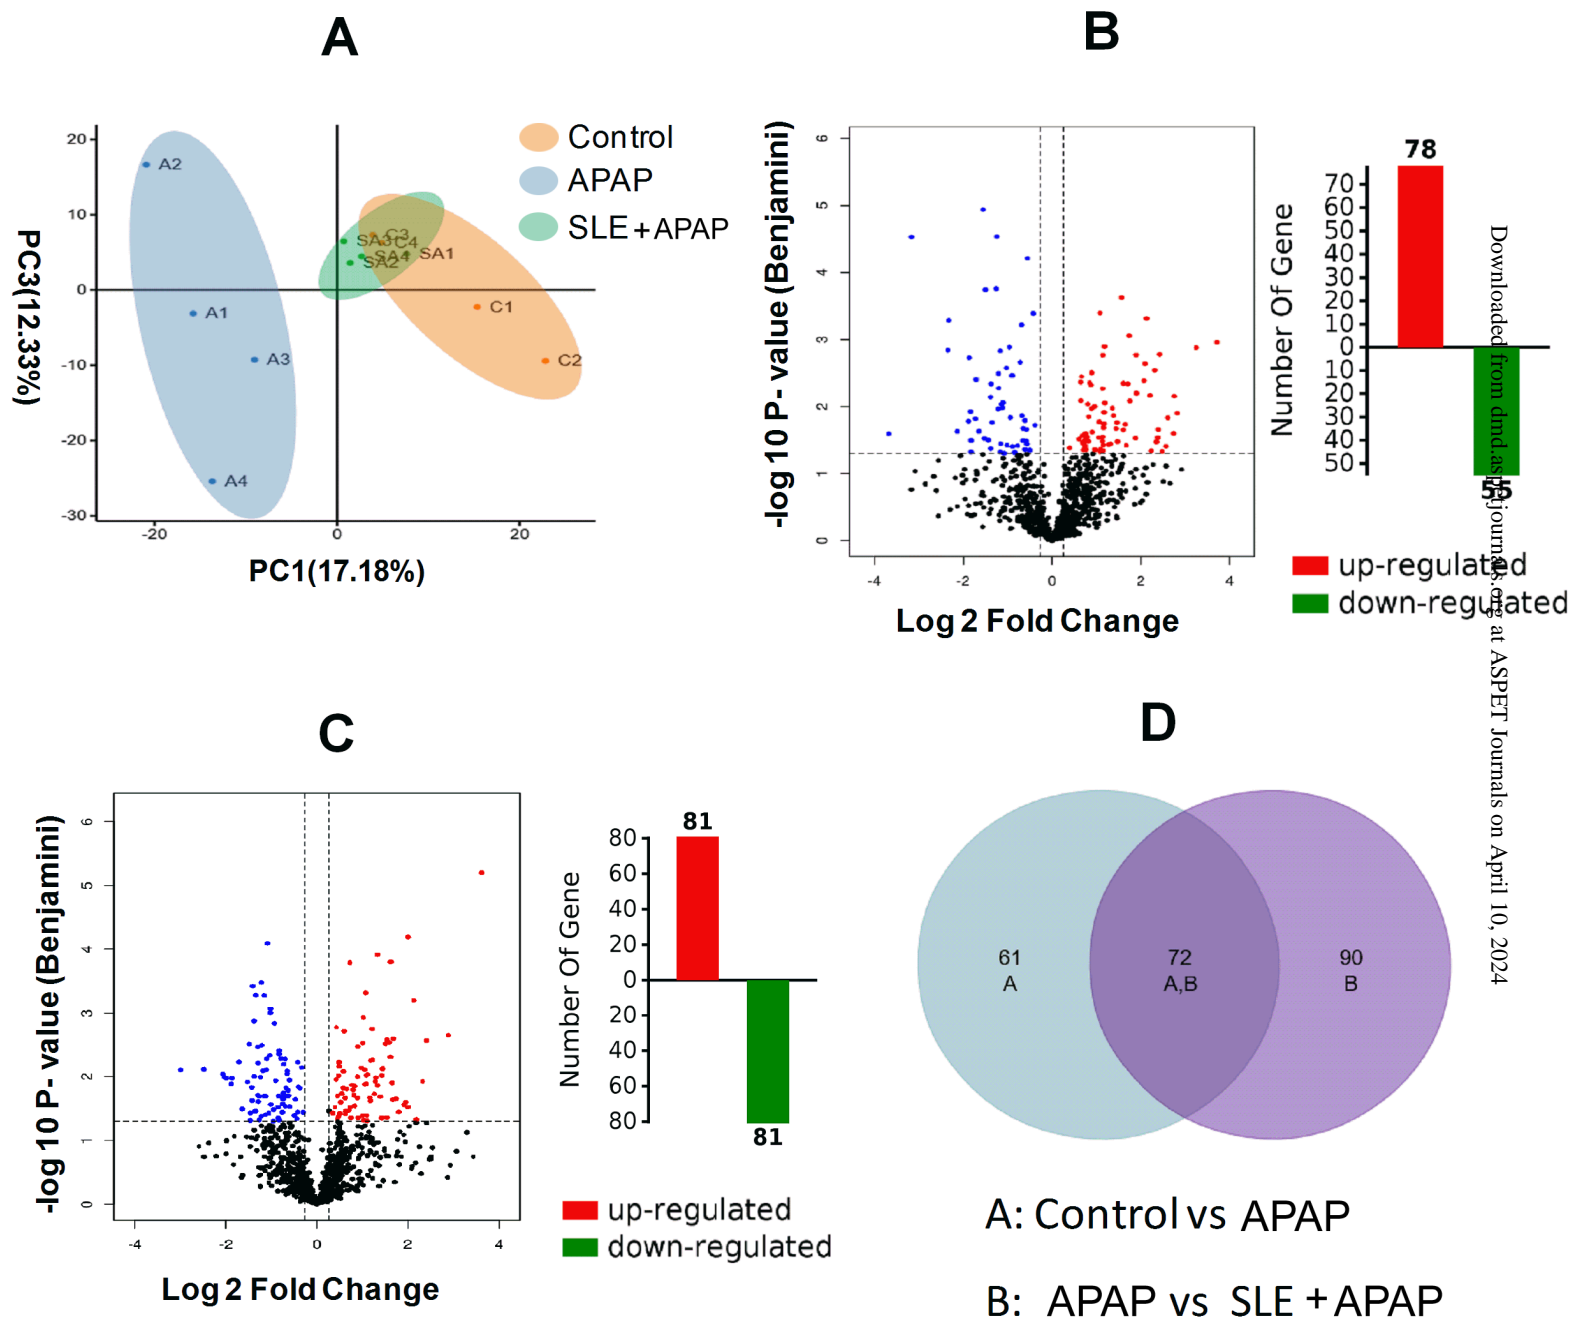 A
Control
APAP
SLE+APAP
20
10
0
-10
-20
-30
-20
0
20
PC3(12.33%)
PC1(17.18%)
A2
A1
A3
A4
C3
SA3
C4
SA4
SA1
SA2
C1
C2
B
-log10 P- value (Benjamini)
6
5
4
3
2
1
0
-4
-2
0
2
4
Log 2 Fold Change
Number Of Gene
78
70
60
50
40
30
20
10
0
10
20
30
40
50
55
up-regulated
down-regulated
Downloaded from dmd.aspetjournals.org at ASPET Journals on April 10, 2024
C
-log10 P- value (Benjamini)
6
5
4
3
2
1
0
-4
-2
0
2
4
Log 2 Fold Change
Number Of Gene
81
80
60
40
20
0
20
40
60
80
81
up-regulated
down-regulated
D
61
A
72
A,B
90
B
A: Control vs APAP
B: APAP vs SLE +APAP